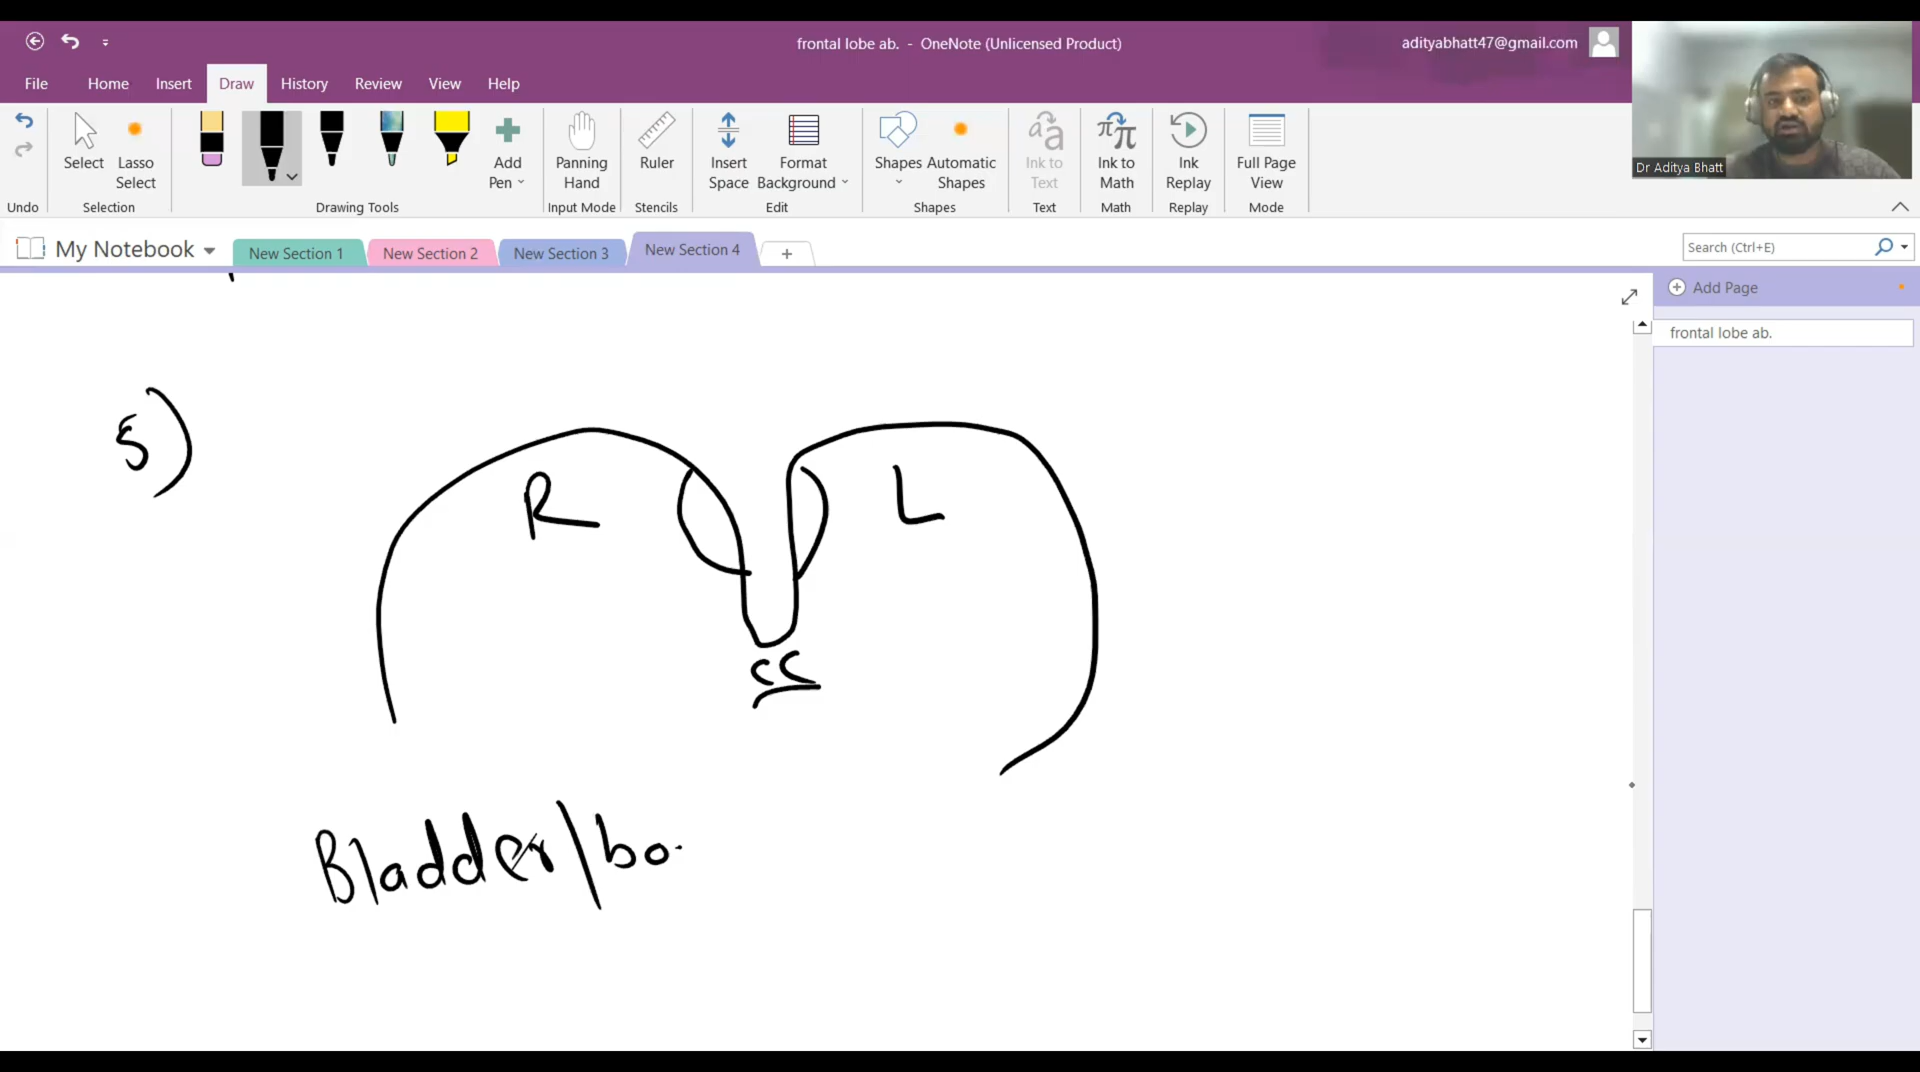 frontal lobe ab. - OneNote (Unlicensed Product)
adityabhatt47@gmail.com
File Home Insert Draw History Review View Help
Select
Lasso Select
Add Pen
Panning Hand
Ruler
Insert Space
Format Background
Shapes
Automatic Shapes
Ink to Text
Ink to Math
Ink Replay
Full Page View
Undo Selection Drawing Tools Input Mode Stencils Edit Shapes Text Math Replay Mode
Dr Aditya Bhatt
My Notebook New Section 1 New Section 2 New Section 3 New Section 4
Search (Ctrl+E)
Add Page
frontal lobe ab.
5)
R L
CC
Bladder/bo